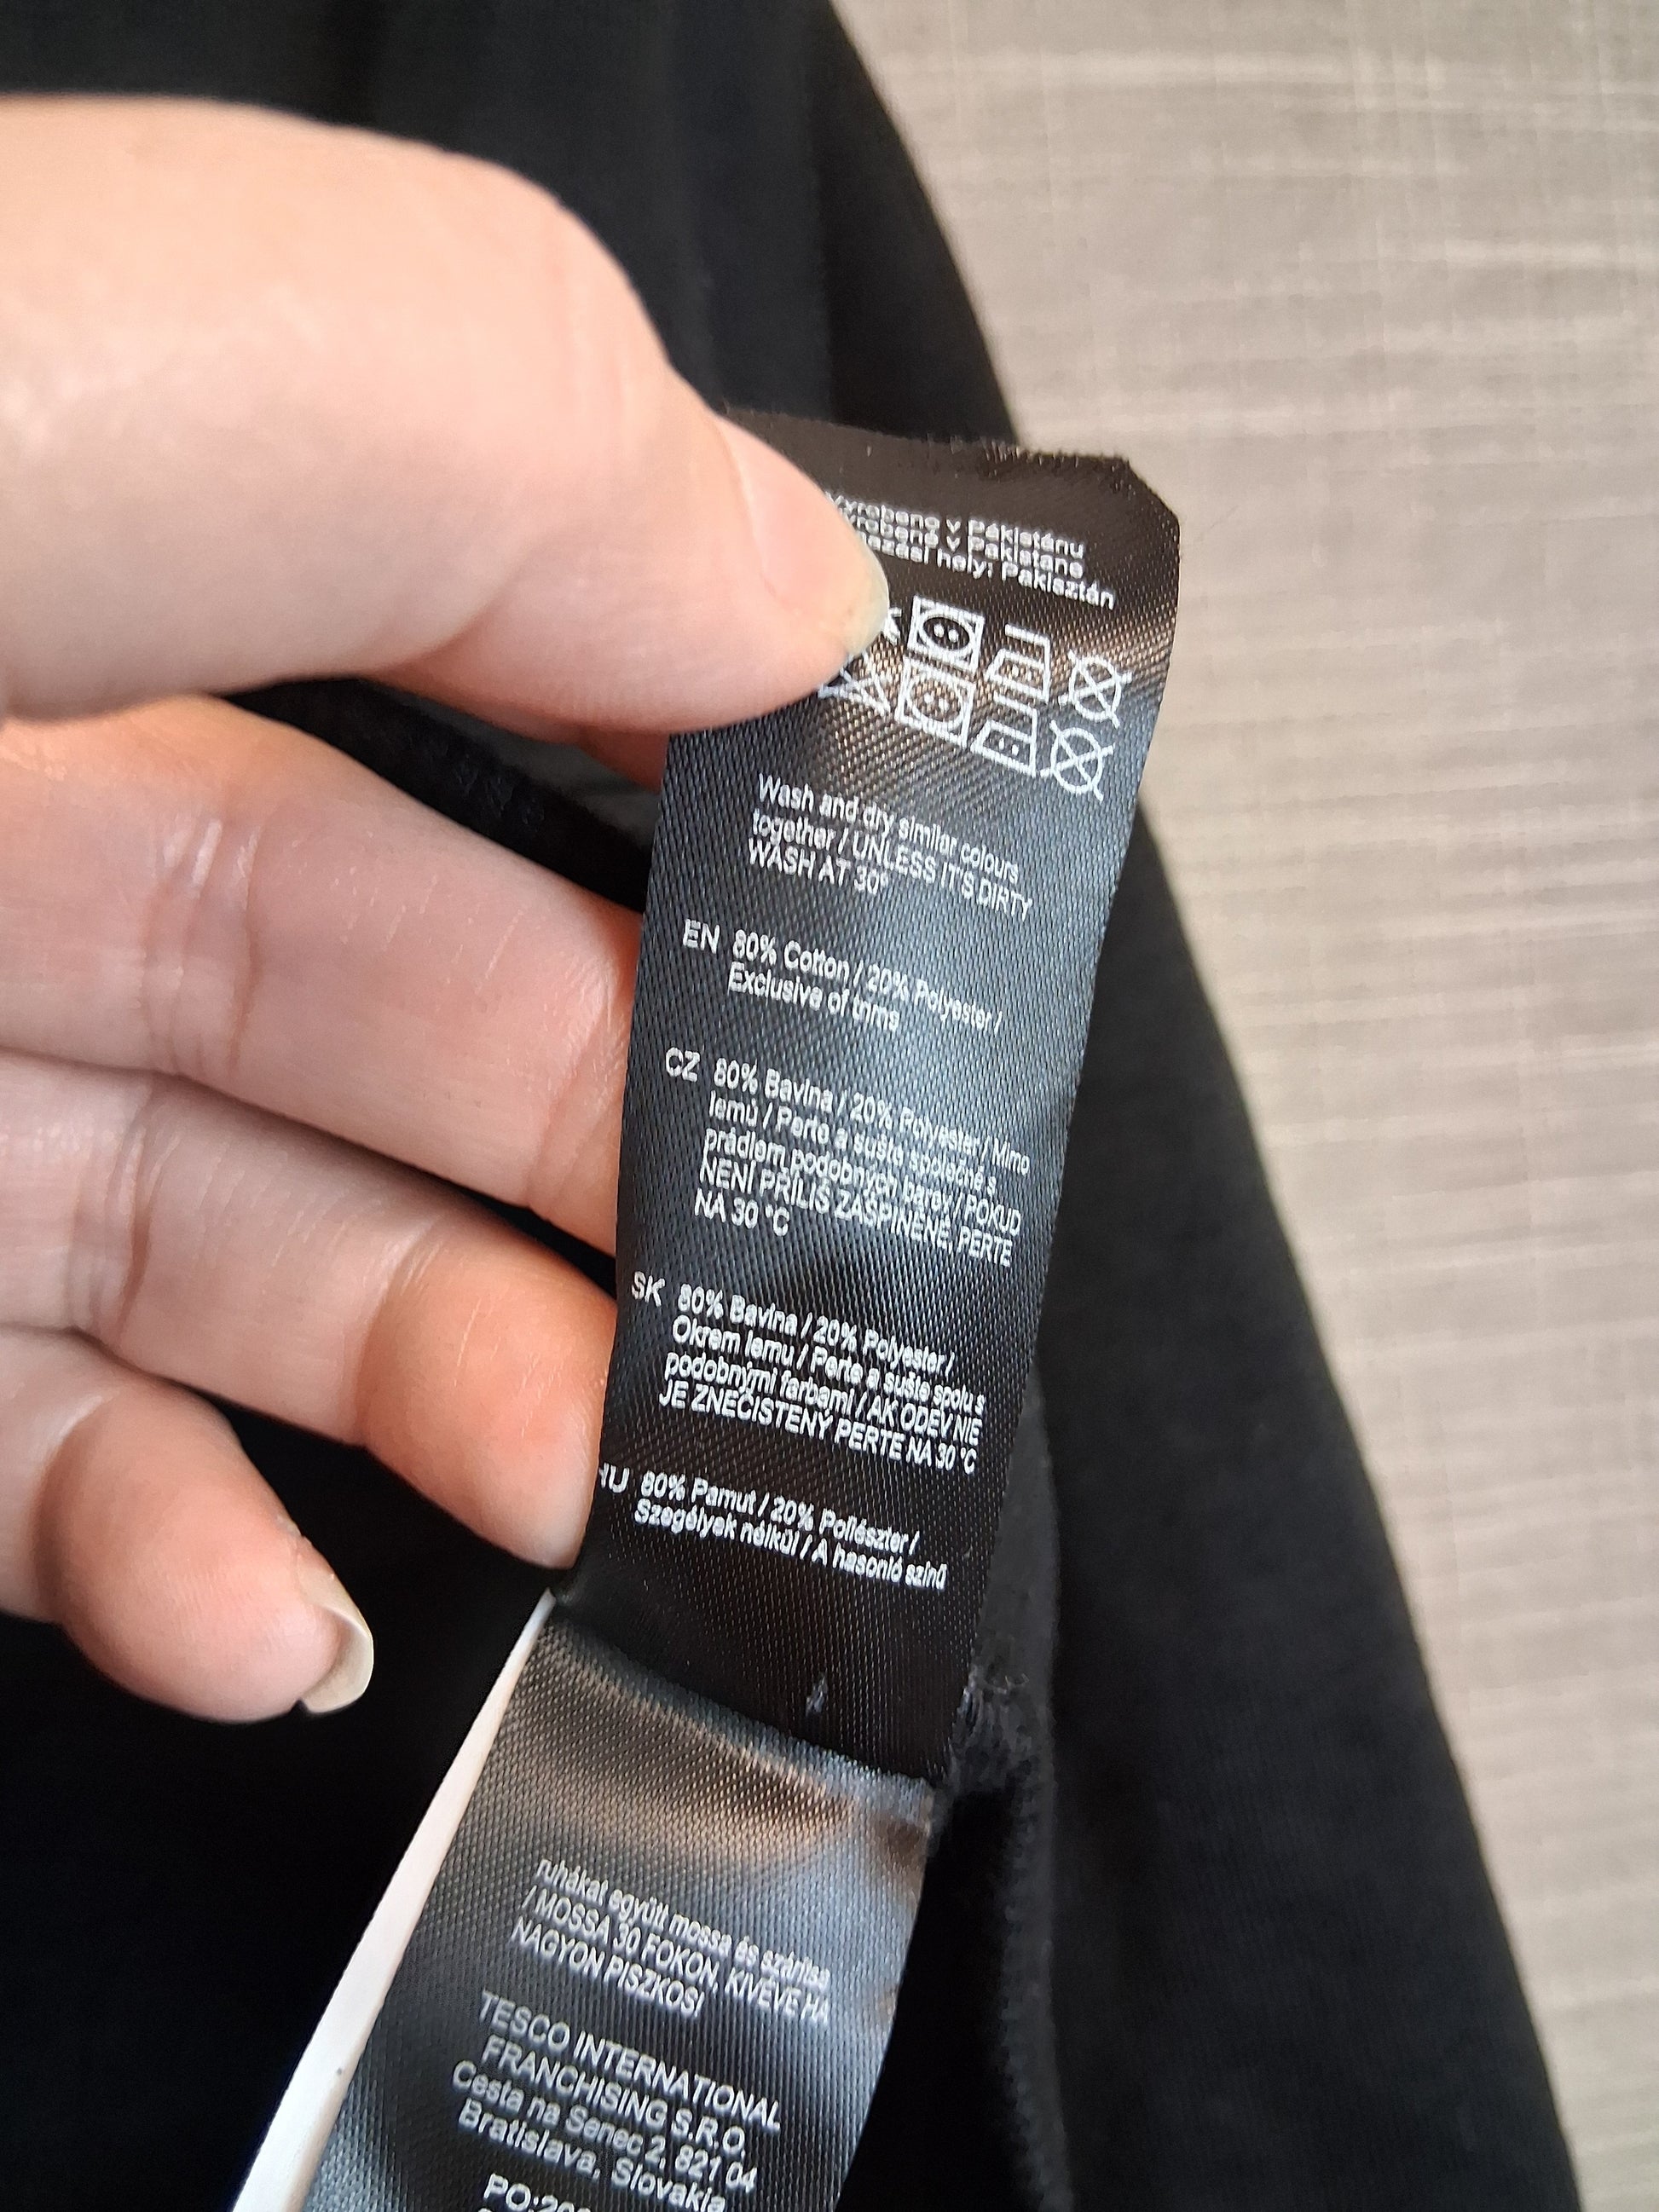 Vyrobeno v Pákistánu
v Pakistane
hely: Pakisztán
Wash and dry similar colours
together / UNLESS IT'S DIRTY
WASH AT 30°
EN 80% Cotton / 20% Polyester /
Exclusive of trims
CZ 80% Bavlna / 20% Polyester / Mimo
lemů / Perte a sušte společně s
prádlem podobných barev / POKUD
NENÍ PŘÍLIŠ ZAŠPINĚNÉ, PERTE
NA 30 °C
SK 80% Bavlna / 20% Polyester /
Okrem lemu / Perte a sušte spolu s
podobnými farbami / AK ODEV NIE
JE ZNEČISTENÝ PERTE NA 30 °C
HU 80% Pamut / 20% Poliészter /
Szegélyek nélkül / A hasonló színű
ruhákat együtt mossa és szárítsa
/ MOSSA 30 FOKON, KIVÉVE HA
NAGYON PISZKOS!
TESCO INTERNATIONAL
FRANCHISING S.R.O.
Cesta na Senec 2, 821 04
Bratislava, Slovakia